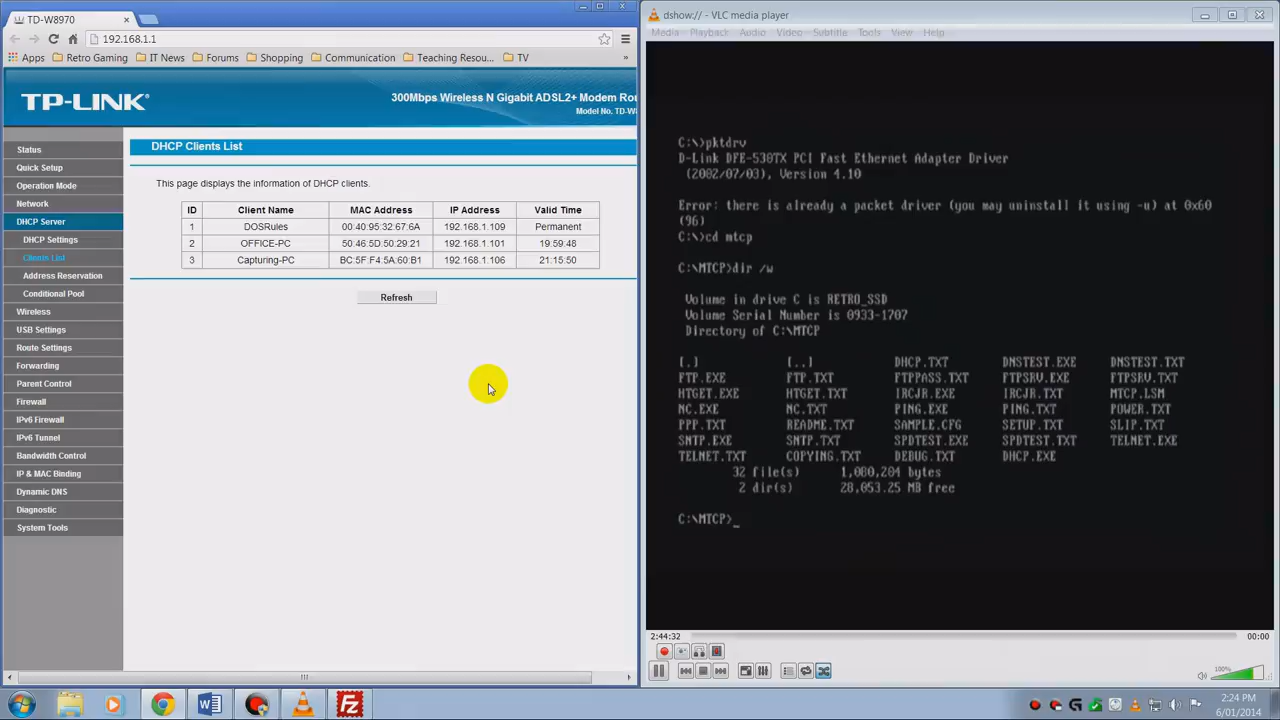 TD-W8970
192.168.1.1
Apps Retro Gaming IT News Forums Shopping Communication Teaching Resou... TV »
TP-LINK®
300Mbps Wireless N Gigabit ADSL2+ Modem Rou
Model No. TD-W8
Status
Quick Setup
Operation Mode
Network
DHCP Server
DHCP Settings
Clients List
Address Reservation
Conditional Pool
Wireless
USB Settings
Route Settings
Forwarding
Parent Control
Firewall
IPv6 Firewall
IPv6 Tunnel
Bandwidth Control
IP & MAC Binding
Dynamic DNS
Diagnostic
System Tools
DHCP Clients List
This page displays the information of DHCP clients.
ID Client Name MAC Address IP Address Valid Time
1 DOSRules 00:40:95:32:67:6A 192.168.1.109 Permanent
2 OFFICE-PC 50:46:5D:50:29:21 192.168.1.101 19:59:48
3 Capturing-PC BC:5F:F4:5A:60:B1 192.168.1.106 21:15:50
Refresh
dshow:// - VLC media player
Media Playback Audio Video Subtitle Tools View Help
C:\>pktdrv
D-Link DFE-530TX PCI Fast Ethernet Adapter Driver
(2002/07/03), Version 4.10
Error: there is already a packet driver (you may uninstall it using -u) at 0x60
(96)
C:\>cd mtcp
C:\MTCP>dir /w
Volume in drive C is RETRO_SSD
Volume Serial Number is 0933-1707
Directory of C:\MTCP
[.] [..] DHCP.TXT DNSTEST.EXE DNSTEST.TXT
FTP.EXE FTP.TXT FTPPASS.TXT FTPSRV.EXE FTPSRV.TXT
HTGET.EXE HTGET.TXT IRCJR.EXE IRCJR.TXT MTCP.LSM
NC.EXE NC.TXT PING.EXE PING.TXT POWER.TXT
PPP.TXT README.TXT SAMPLE.CFG SETUP.TXT SLIP.TXT
SNTP.EXE SNTP.TXT SPDTEST.EXE SPDTEST.TXT TELNET.EXE
TELNET.TXT COPYING.TXT DEBUG.TXT DHCP.EXE
32 file(s) 1,080,204 bytes
2 dir(s) 28,053.25 MB free
C:\MTCP>_
2:44:32 00:00
100%
2:24 PM
6/01/2014